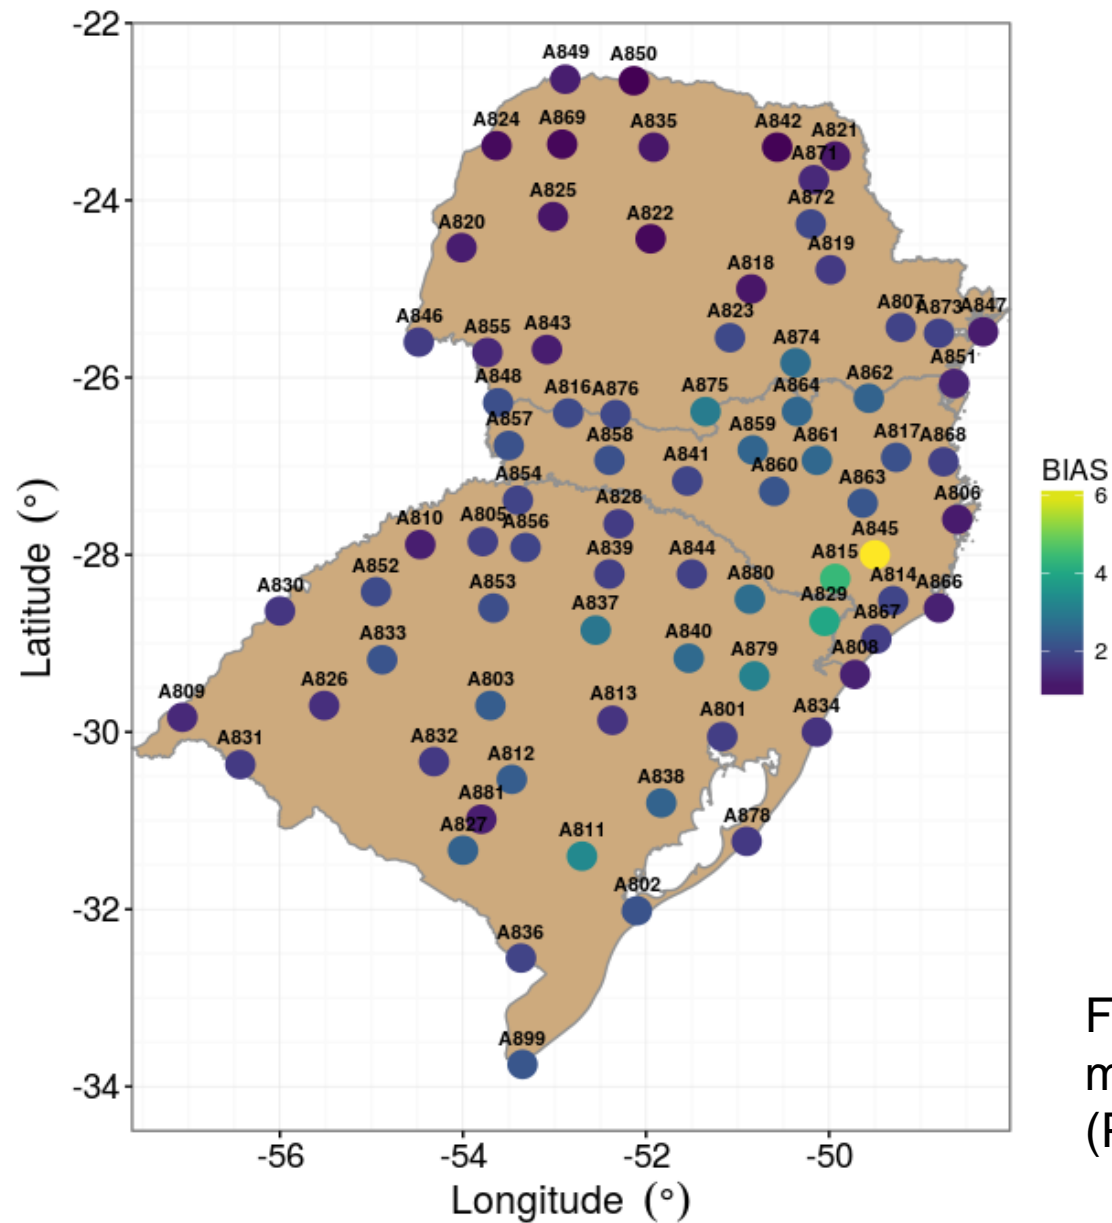 -22
A849 A850
A824 A869 A835 A842 A821
A871
-24
A825 A872
A820 A822 A819
A818
A846 A855 A843 A823 A807 A873 A847
A874 A851
-26
A848 A816 A876 A875 A864 A862
A857 A858 A859 A861 A817 A868
A854 A841 A860 A863 A806
BIAS
6
4
2
-28
A810 A805 A856 A828 A845
A830 A852 A853 A839 A844 A880 A815 A814 A866
A829
A833 A837 A840 A879 A867
A808
-30
A809 A826 A803 A813 A801 A834
A831 A832 A812 A838
A881 A827 A811 A878
-32
A802
A836
A899
-34
-56 -54 -52 -50
Longitude (°)
Latitude (°)
F
m
(